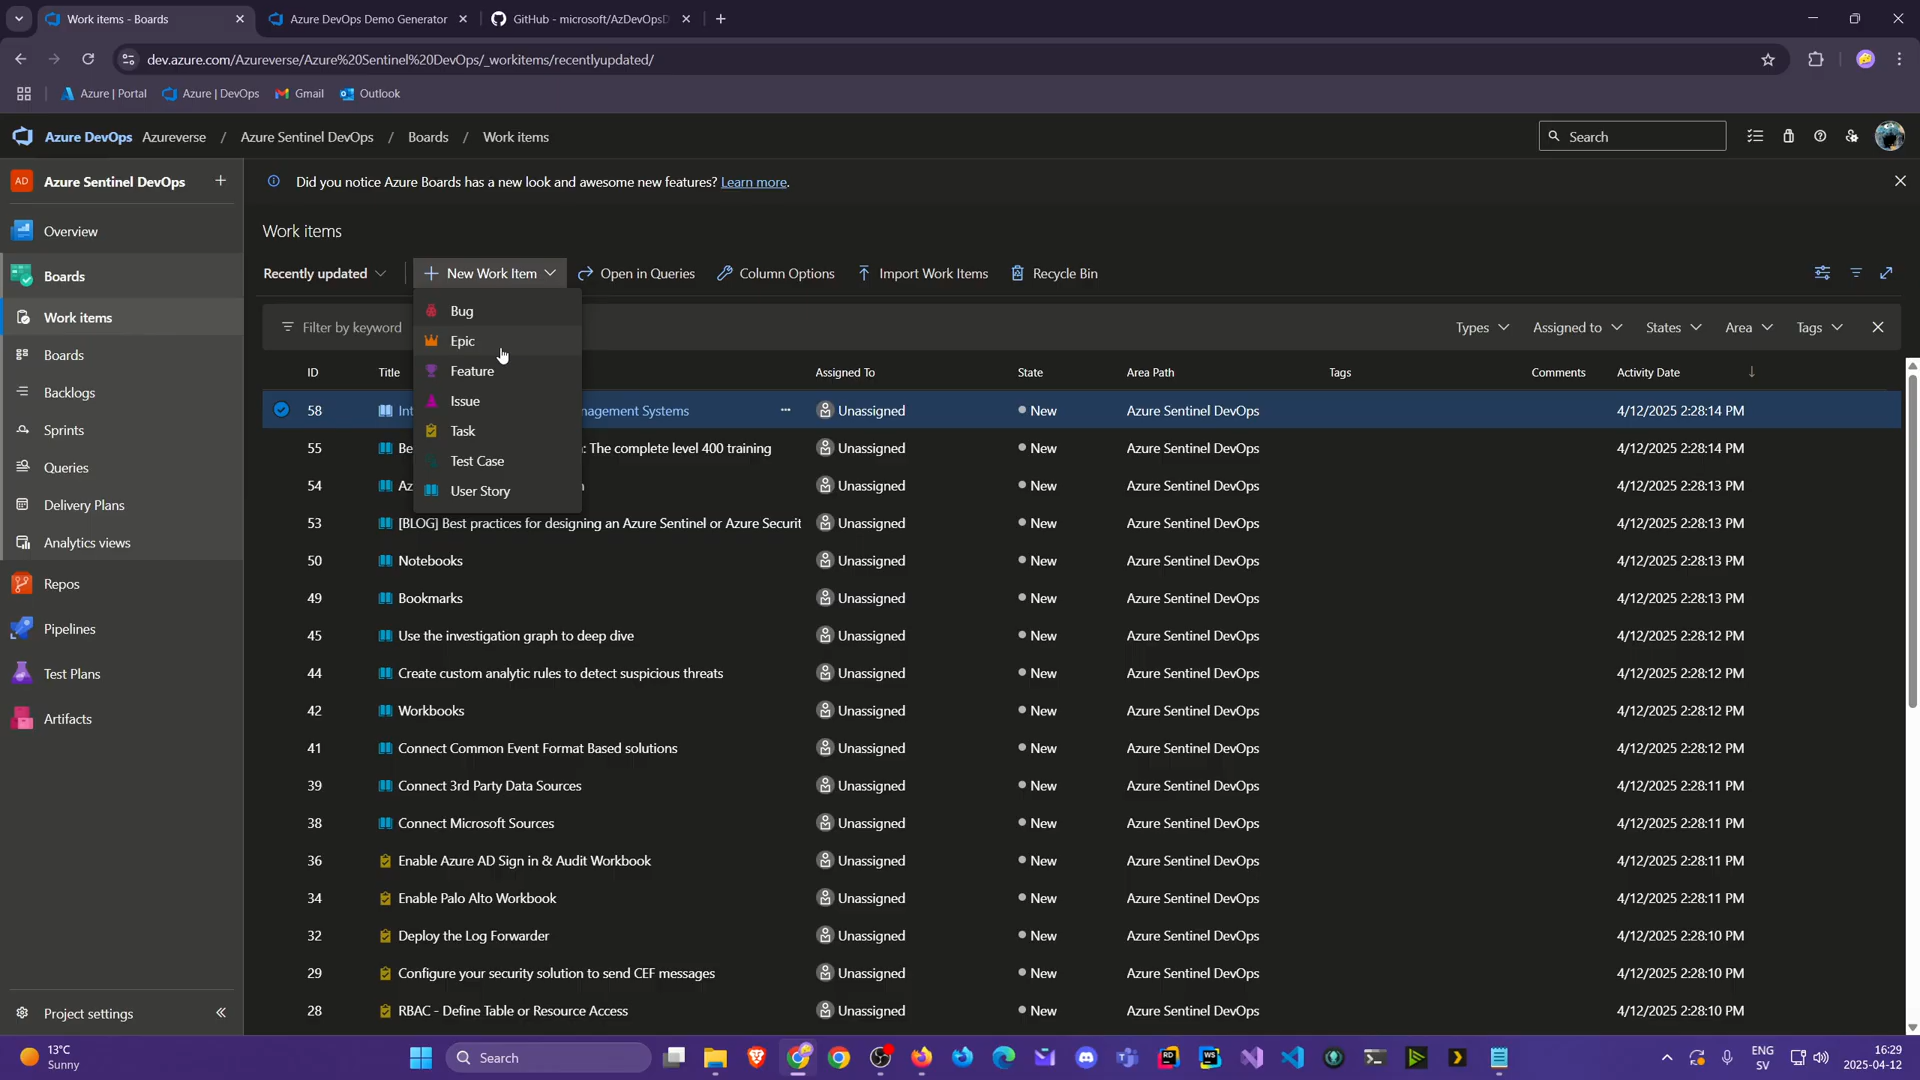 Work items - Boards
Azure DevOps Demo Generator
GitHub - microsoft/AzDevOpsD
dev.azure.com/Azureverse/Azure%20Sentinel%20DevOps/_workitems/recentlyupdated/
Azure | Portal
Azure | DevOps
Gmail
Outlook
Azure DevOps Azureverse / Azure Sentinel DevOps / Boards / Work items
Search
AD Azure Sentinel DevOps
Did you notice Azure Boards has a new look and awesome new features? Learn more.
Overview
Boards
Work items
Boards
Backlogs
Sprints
Queries
Delivery Plans
Analytics views
Repos
Pipelines
Test Plans
Artifacts
Project settings
Work items
Recently updated New Work Item Open in Queries Column Options Import Work Items Recycle Bin
Bug
Epic
Feature
Issue
Task
Test Case
User Story
Filter by keyword Types Assigned to States Area Tags
ID Title Assigned To State Area Path Tags Comments Activity Date
58 Int nagement Systems Unassigned New Azure Sentinel DevOps 4/12/2025 2:28:14 PM
55 Be : The complete level 400 training Unassigned New Azure Sentinel DevOps 4/12/2025 2:28:14 PM
54 Az Unassigned New Azure Sentinel DevOps 4/12/2025 2:28:13 PM
53 [BLOG] Best practices for designing an Azure Sentinel or Azure Securit Unassigned New Azure Sentinel DevOps 4/12/2025 2:28:13 PM
50 Notebooks Unassigned New Azure Sentinel DevOps 4/12/2025 2:28:13 PM
49 Bookmarks Unassigned New Azure Sentinel DevOps 4/12/2025 2:28:13 PM
45 Use the investigation graph to deep dive Unassigned New Azure Sentinel DevOps 4/12/2025 2:28:12 PM
44 Create custom analytic rules to detect suspicious threats Unassigned New Azure Sentinel DevOps 4/12/2025 2:28:12 PM
42 Workbooks Unassigned New Azure Sentinel DevOps 4/12/2025 2:28:12 PM
41 Connect Common Event Format Based solutions Unassigned New Azure Sentinel DevOps 4/12/2025 2:28:12 PM
39 Connect 3rd Party Data Sources Unassigned New Azure Sentinel DevOps 4/12/2025 2:28:11 PM
38 Connect Microsoft Sources Unassigned New Azure Sentinel DevOps 4/12/2025 2:28:11 PM
36 Enable Azure AD Sign in & Audit Workbook Unassigned New Azure Sentinel DevOps 4/12/2025 2:28:11 PM
34 Enable Palo Alto Workbook Unassigned New Azure Sentinel DevOps 4/12/2025 2:28:11 PM
32 Deploy the Log Forwarder Unassigned New Azure Sentinel DevOps 4/12/2025 2:28:10 PM
29 Configure your security solution to send CEF messages Unassigned New Azure Sentinel DevOps 4/12/2025 2:28:10 PM
28 RBAC - Define Table or Resource Access Unassigned New Azure Sentinel DevOps 4/12/2025 2:28:10 PM
13°C
Sunny
Search
RD
WS
ENG
SV
16:29
2025-04-12